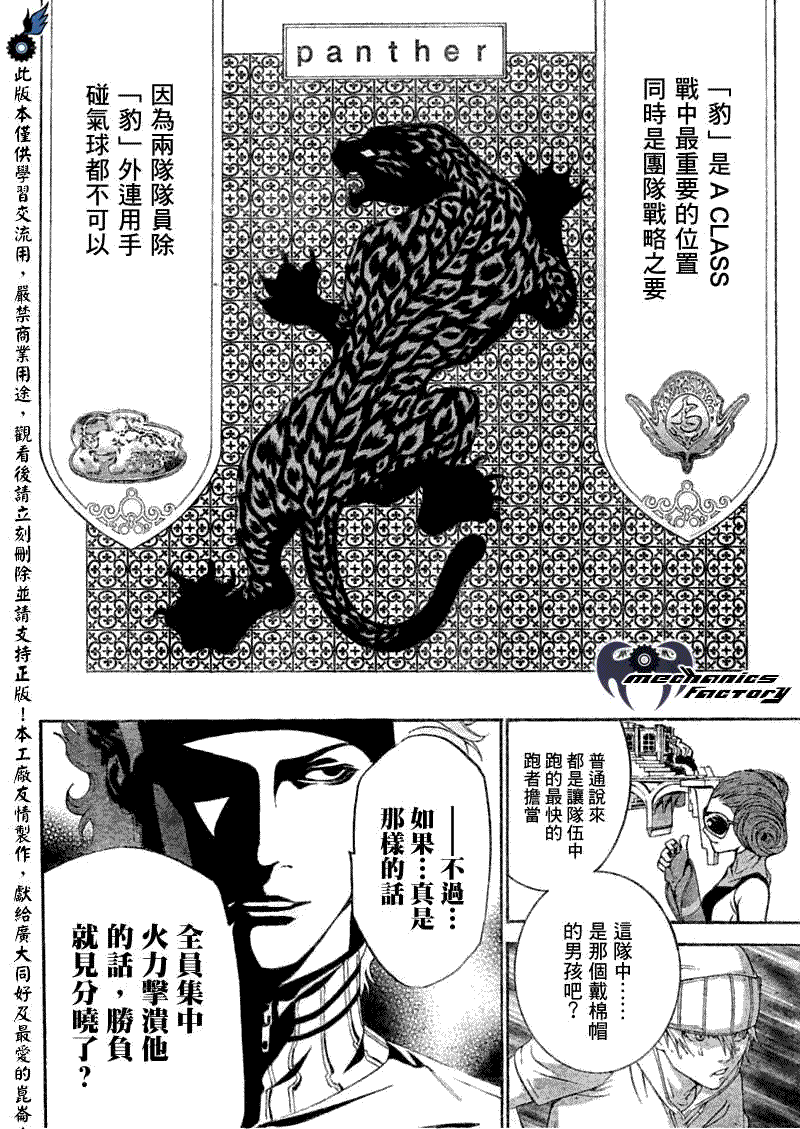 panther
「豹」是 A CLASS
戰中最重要的位置
同時是團隊戰略之要
因為兩隊隊員除
「豹」外連用手
碰氣球都不可以
mechanics
Factory
普通說來
都是讓隊伍中
跑的最快的
跑者擔當
這隊中……
是那個戴棉帽
的男孩吧？
——不過…
如果…真是
那樣的話
全員集中
火力擊潰他
的話，勝負
就見分曉了？
此版本僅供學習交流用，嚴禁商業用途，觀看後請立刻刪除並請支持正版！本工廠友情製作，獻給廣大同好及最愛的崑崙